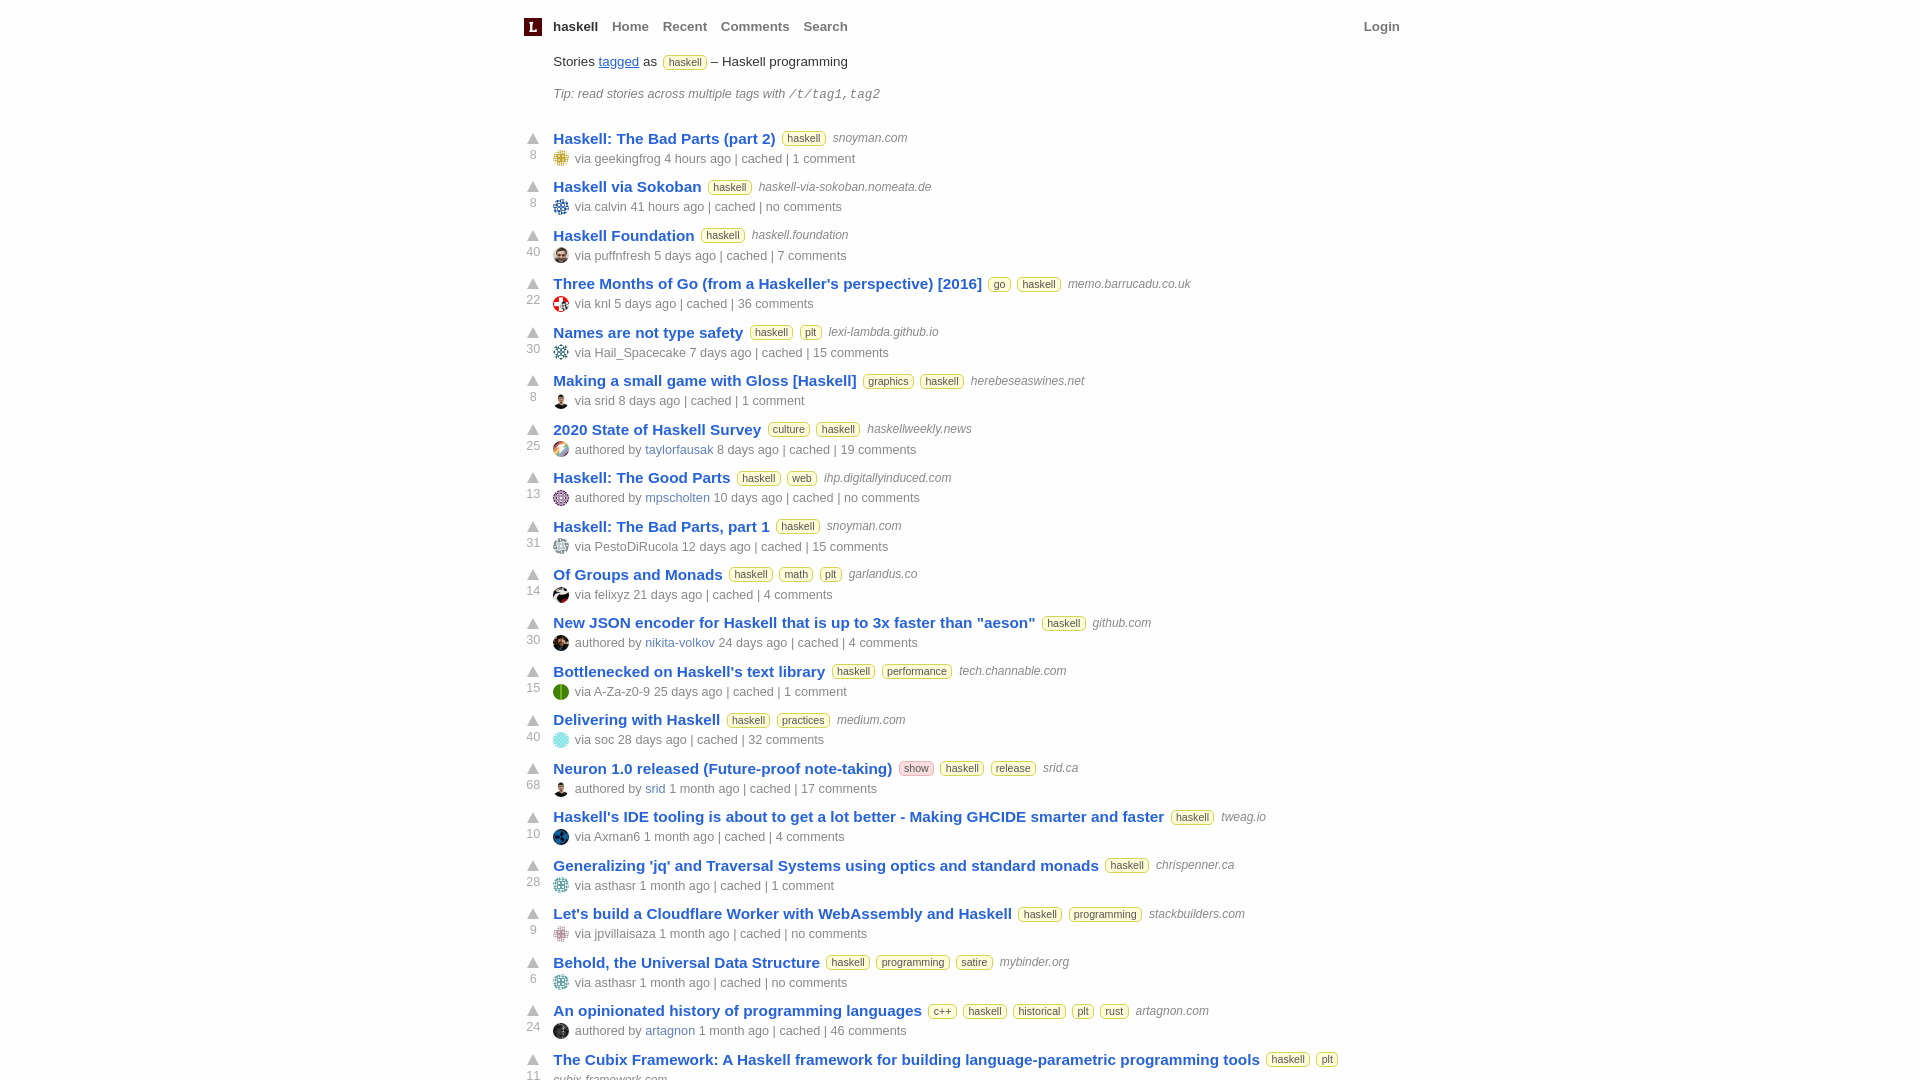 L haskell Home Recent Comments Search Login
Stories tagged as haskell – Haskell programming
Tip: read stories across multiple tags with /t/tag1,tag2
Haskell: The Bad Parts (part 2) haskell snoyman.com
8 via geekingfrog 4 hours ago | cached | 1 comment
Haskell via Sokoban haskell haskell-via-sokoban.nomeata.de
8 via calvin 41 hours ago | cached | no comments
Haskell Foundation haskell haskell.foundation
40 via puffnfresh 5 days ago | cached | 7 comments
Three Months of Go (from a Haskeller's perspective) [2016] go haskell memo.barrucadu.co.uk
22 via knl 5 days ago | cached | 36 comments
Names are not type safety haskell plt lexi-lambda.github.io
30 via Hail_Spacecake 7 days ago | cached | 15 comments
Making a small game with Gloss [Haskell] graphics haskell herebeseaswines.net
8 via srid 8 days ago | cached | 1 comment
2020 State of Haskell Survey culture haskell haskellweekly.news
25 authored by taylorfausak 8 days ago | cached | 19 comments
Haskell: The Good Parts haskell web ihp.digitallyinduced.com
13 authored by mpscholten 10 days ago | cached | no comments
Haskell: The Bad Parts, part 1 haskell snoyman.com
31 via PestoDiRucola 12 days ago | cached | 15 comments
Of Groups and Monads haskell math plt garlandus.co
14 via felixyz 21 days ago | cached | 4 comments
New JSON encoder for Haskell that is up to 3x faster than "aeson" haskell github.com
30 authored by nikita-volkov 24 days ago | cached | 4 comments
Bottlenecked on Haskell's text library haskell performance tech.channable.com
15 via A-Za-z0-9 25 days ago | cached | 1 comment
Delivering with Haskell haskell practices medium.com
40 via soc 28 days ago | cached | 32 comments
Neuron 1.0 released (Future-proof note-taking) show haskell release srid.ca
68 authored by srid 1 month ago | cached | 17 comments
Haskell's IDE tooling is about to get a lot better - Making GHCIDE smarter and faster haskell tweag.io
10 via Axman6 1 month ago | cached | 4 comments
Generalizing 'jq' and Traversal Systems using optics and standard monads haskell chrispenner.ca
28 via asthasr 1 month ago | cached | 1 comment
Let's build a Cloudflare Worker with WebAssembly and Haskell haskell programming stackbuilders.com
9 via jpvillaisaza 1 month ago | cached | no comments
Behold, the Universal Data Structure haskell programming satire mybinder.org
6 via asthasr 1 month ago | cached | no comments
An opinionated history of programming languages c++ haskell historical plt rust artagnon.com
24 authored by artagnon 1 month ago | cached | 46 comments
The Cubix Framework: A Haskell framework for building language-parametric programming tools haskell plt
11 cubix-framework.com